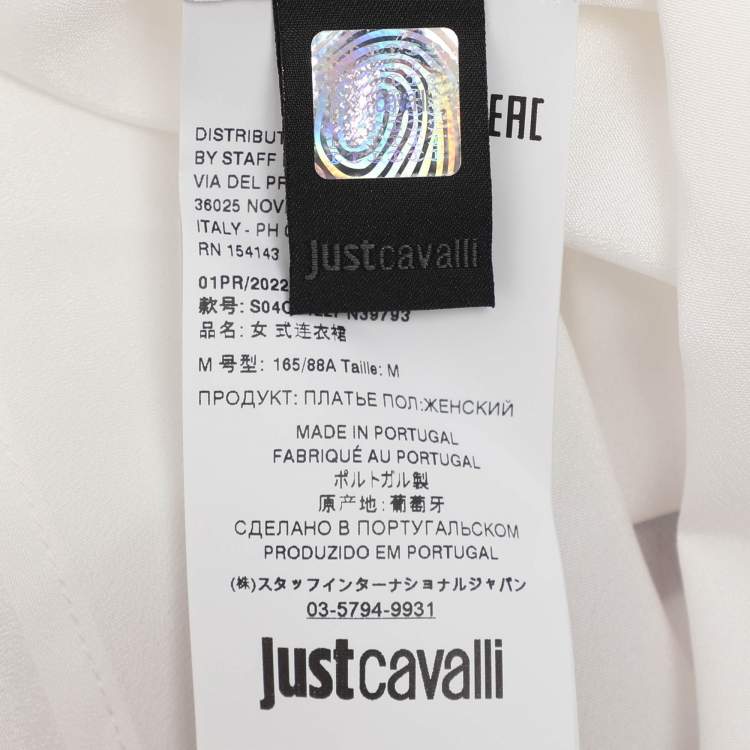 EAC
DISTRIBUT
BY STAFF
VIA DEL PR
36025 NOV
ITALY - PH
RN 154143
justcavalli
01PR/2022
款号: S04 N39793
品名: 女 式连衣裙
M 号型: 165/88A Taille: M
ПРОДУКТ: ПЛАТЬЕ ПОЛ:ЖЕНСКИЙ
MADE IN PORTUGAL
FABRIQUÉ AU PORTUGAL
ポルトガル製
原产地: 葡萄牙
СДЕЛАНО В ПОРТУГАЛЬСКОМ
PRODUZIDO EM PORTUGAL
(株)スタッフインターナショナルジャパン
03-5794-9931
justcavalli